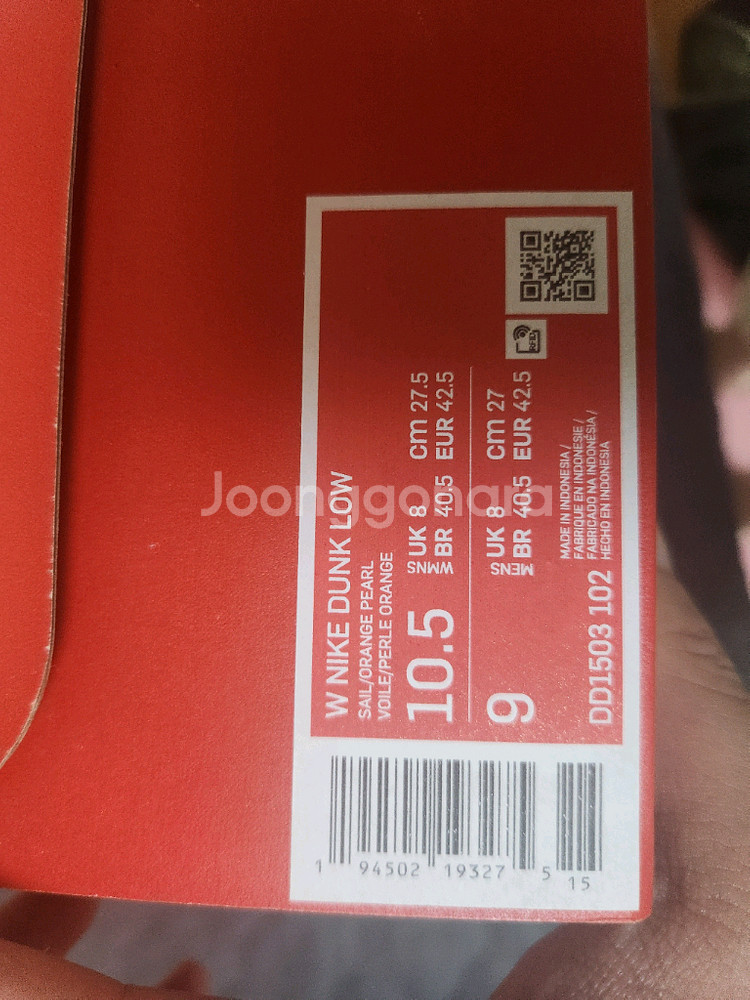 W NIKE DUNK LOW
SAIL/ORANGE PEARL
VOILE/PERLE ORANGE
10.5 WMNS UK 8 cm 27.5
BR 40.5 EUR 42.5
9 MENS UK 8 cm 27
BR 40.5 EUR 42.5
RFID
MADE IN INDONESIA/
FABRIQUE EN INDONESIE/
FABRICADO NA INDONÉSIA/
HECHO EN INDONESIA
DD1503 102
1 94502 19327 5 15
Joonggonara